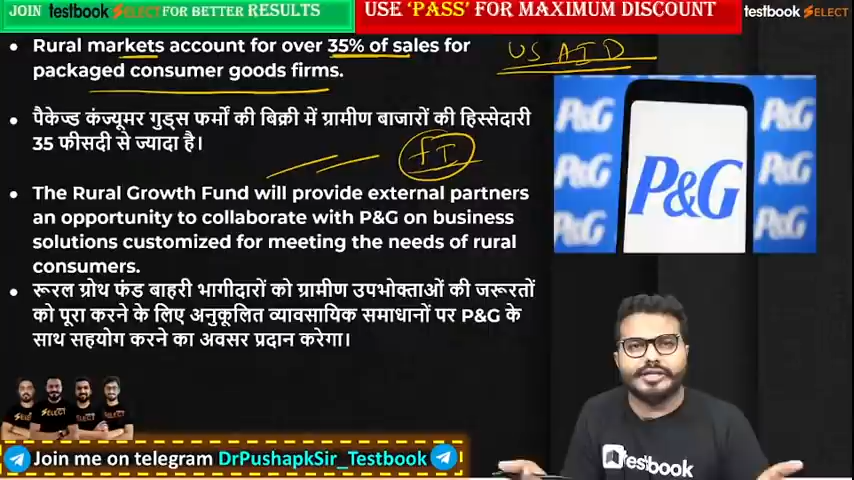 JOIN testbook SELECT FOR BETTER RESULTS
USE 'PASS' FOR MAXIMUM DISCOUNT
testbook SELECT
• Rural markets account for over 35% of sales for
packaged consumer goods firms.
USAID
• पैकेज्ड कंज्यूमर गुड्स फर्मों की बिक्री में ग्रामीण बाजारों की हिस्सेदारी
35 फीसदी से ज्यादा है।
• The Rural Growth Fund will provide external partners
an opportunity to collaborate with P&G on business
solutions customized for meeting the needs of rural
consumers.
• रूरल ग्रोथ फंड बाहरी भागीदारों को ग्रामीण उपभोक्ताओं की जरूरतों
को पूरा करने के लिए अनुकूलित व्यावसायिक समाधानों पर P&G के
साथ सहयोग करने का अवसर प्रदान करेगा।
P&G P&G
P&G P&G
P&G
P&G P&G
testbook
SELECT
Join me on telegram DrPushapkSir_Testbook